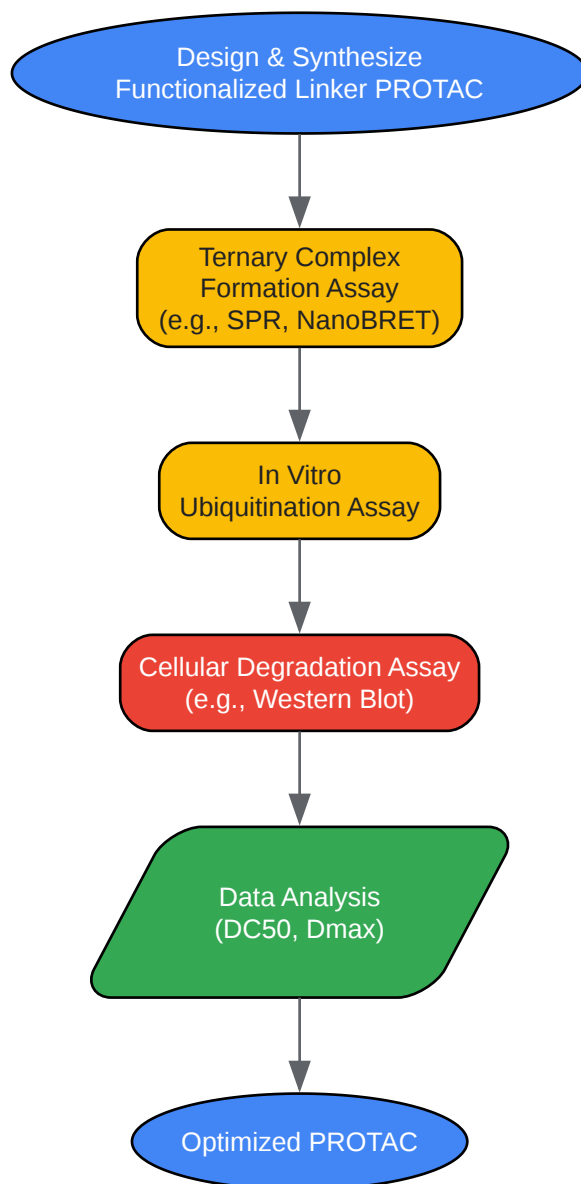 Design & Synthesize
Functionalized Linker PROTAC
Ternary Complex
Formation Assay
(e.g., SPR, NanoBRET)
In Vitro
Ubiquitination Assay
Cellular Degradation Assay
(e.g., Western Blot)
Data Analysis
(DC50, Dmax)
Optimized PROTAC